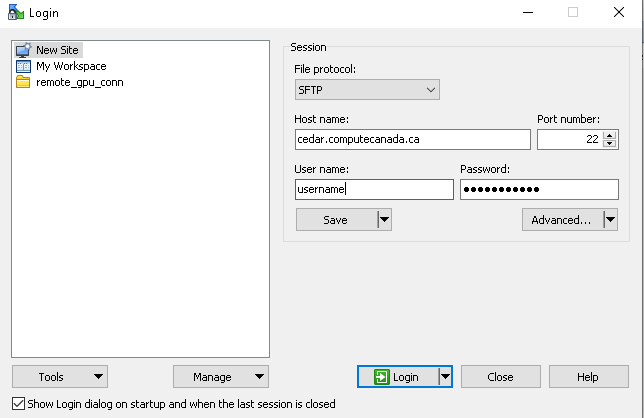 Login
New Site
My Workspace
remote_gpu_conn
Session
File protocol:
SFTP
Host name:
Port number:
cedar.computecanada.ca
22
User name:
Password:
username
●●●●●●●●●●●
Save
Advanced...
Tools
Manage
Login
Close
Help
Show Login dialog on startup and when the last session is closed